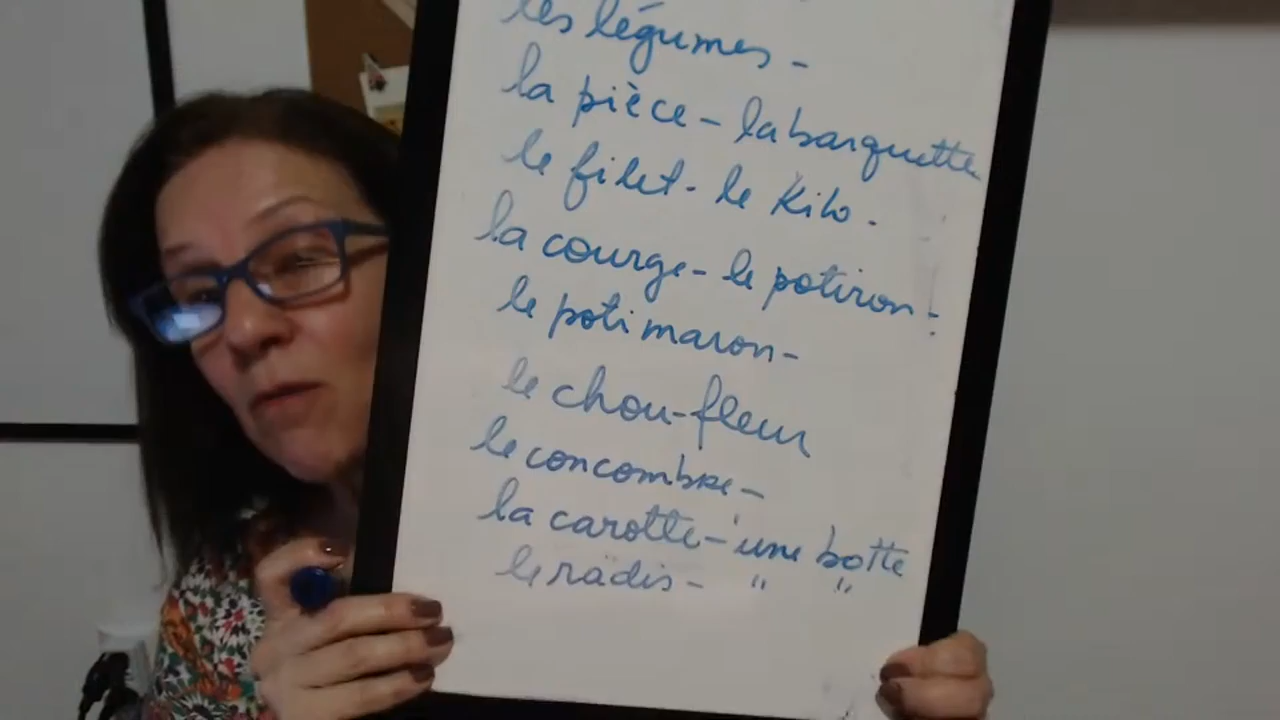 les légumes -
la pièce - la barquette
le filet - le kilo.
la courge - le potiron -
le potimaron -
le chou-fleur
le concombre -
la carotte - une botte
le radis - " "